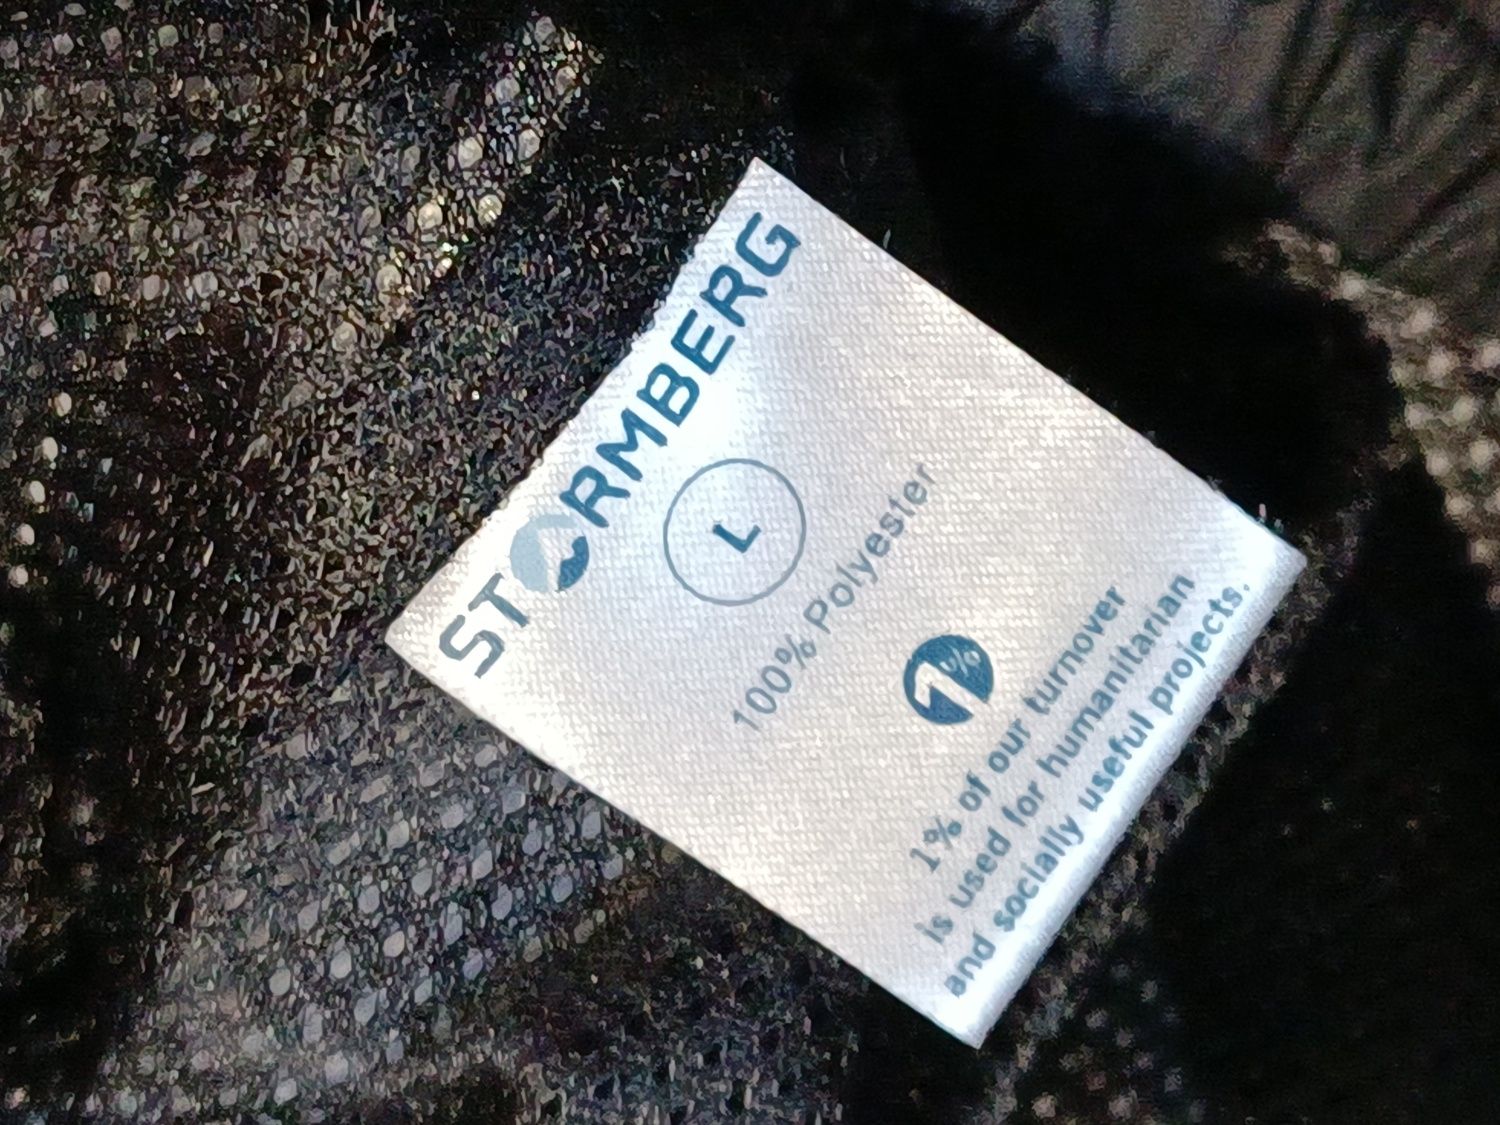 STORMBERG
L
100% Polyester
1%
1% of our turnover
is used for humanitarian
and socially useful projects.